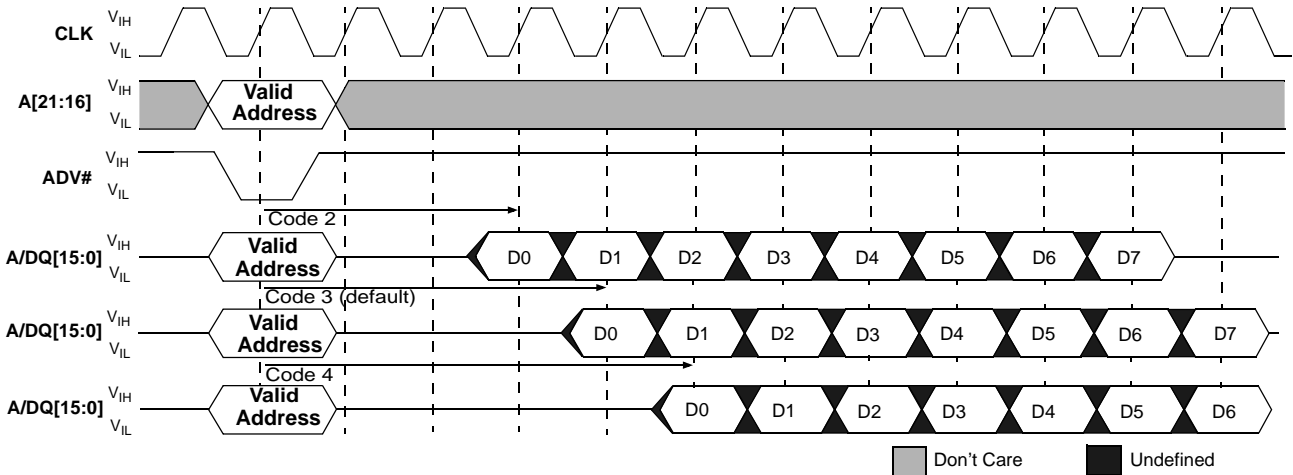 CLK
VIH
VIL
A[21:16]
VIH
VIL
Valid
Address
ADV#
VIH
VIL
Code 2
A/DQ[15:0]
VIH
VIL
Valid
Address
D0 D1 D2 D3 D4 D5 D6 D7
Code 3 (default)
A/DQ[15:0]
VIH
VIL
Valid
Address
D0 D1 D2 D3 D4 D5 D6 D7
Code 4
A/DQ[15:0]
VIH
VIL
Valid
Address
D0 D1 D2 D3 D4 D5 D6
Don't Care
Undefined